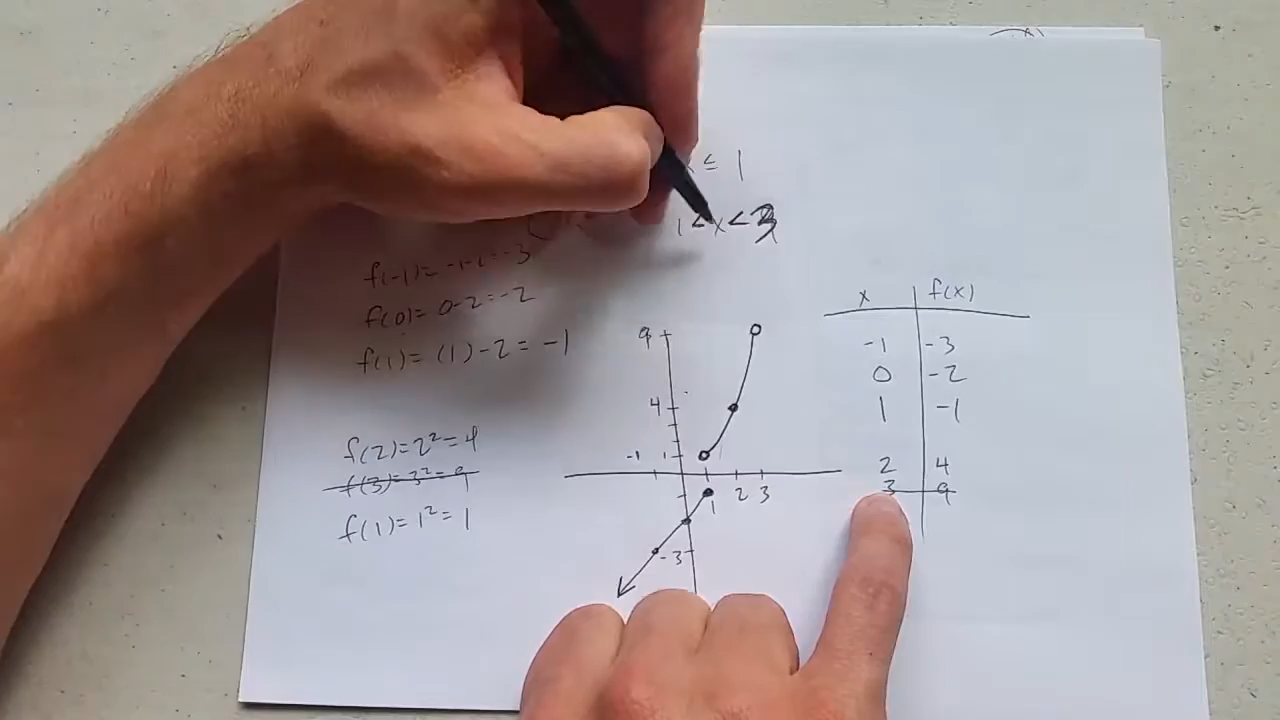 ≤ 1
1 < x < 3
f(-1) = -1-2 = -3
f(0) = 0-2 = -2
f(1) = (1) - 2 = -1
f(2) = 2² = 4
f(3) = 3² = 9
f(1) = 1² = 1
9
4
-1 1
1 2 3
-3
x f(x)
-1 -3
0 -2
1 -1
2 4
3 9